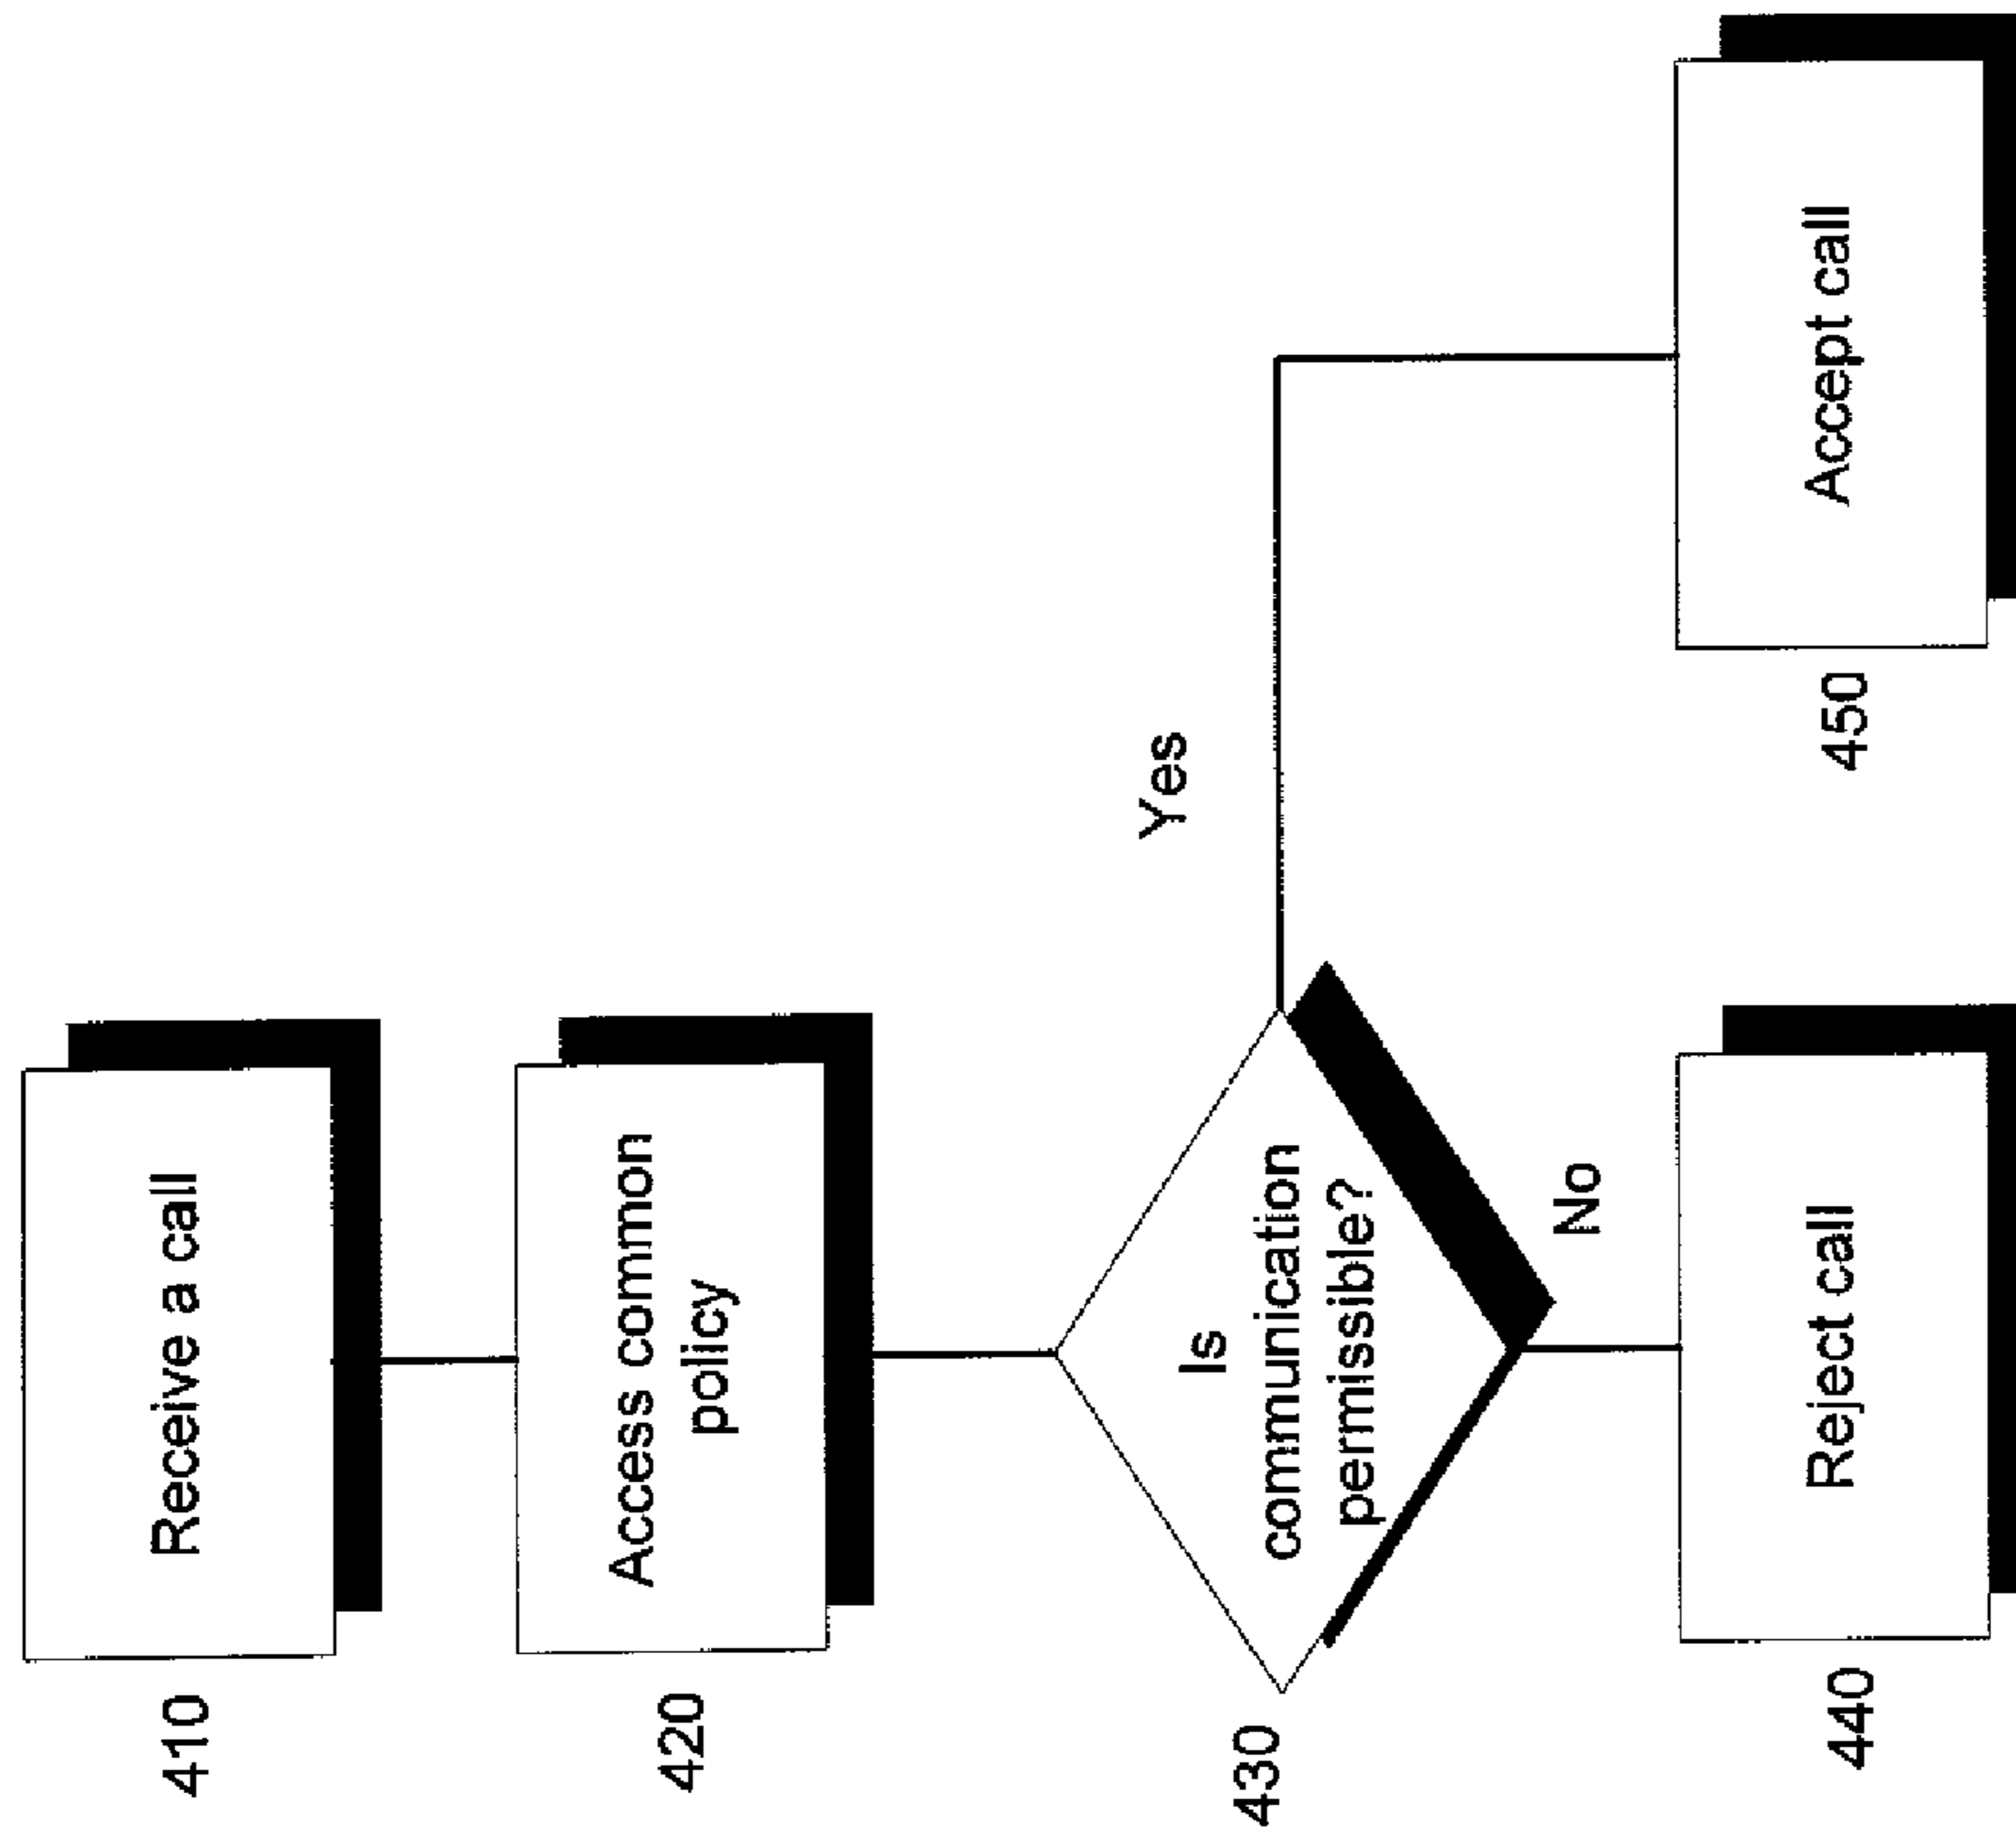 410
Receive a call
420
Access common
policy
430
Is
communication
permissible?
Yes
No
440
Reject call
450
Accept call